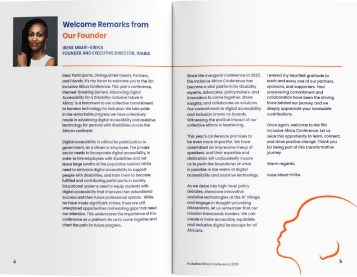 Welcome Remarks from
Our Founder
IRENE MBARI-KIRIKA
FOUNDER AND EXECUTIVE DIRECTOR, INABLE
Dear Participants, Distinguished Guests, Partners,
and Friends, It's my honor to welcome you to the 5th
Inclusive Africa Conference. This year's conference,
themed 'Breaking Barriers: Advancing Digital
Accessibility for a Disability-Inclusive Future in
Africa,' is a testament to our collective commitment
to harness technology for inclusion. We take pride
in the remarkable progress we have collectively
made in advancing digital accessibility and assistive
technology for persons with disabilities across the
African continent.
Digital accessibility is critical for participation in
government, as a citizen or employee. The private
sector needs to incorporate digital accessibility in
order to hire employees with disabilities and not
leave large swaths of the population behind. NGOs
need to embrace digital accessibility to support
people with disabilities, and train them to become
fulfilled and contributing participants in society.
Educational systems need to equip students with
digital accessibility that improves their educational
success and their future professional options. While
we have made significant strides, there are still
unexplored opportunities and existing gaps that need
our attention. This underscores the importance of this
conference as a platform for us to come together and
chart the path for future progress.
4
Since the inaugural conference in 2020,
the Inclusive Africa Conference has
become a vital platform for disability
experts, advocates, policymakers, and
innovators to come together, share
insights, and collaborate on solutions.
Our commitment to digital accessibility
and inclusion knows no bounds.
Witnessing the positive impact of our
collective efforts is heartening.
This year's conference promises to
be even more impactful. We have
assembled an impressive lineup of
speakers, and their expertise and
dedication will undoubtedly inspire
us to push the boundaries of what
is possible in the realm of digital
accessibility and assistive technology.
As we delve into high-level policy
debates, showcase innovative
assistive technologies at the AT Village,
and engage in thought-provoking
discussions, let us remember that our
mission transcends borders. We can
create a more accessible, equitable,
and inclusive digital landscape for all
Africans.
I extend my heartfelt gratitude to
each and every one of our partners,
sponsors, and supporters. Your
unwavering commitment and
collaboration have been the driving
force behind our journey, and we
deeply appreciate your invaluable
contributions.
Once again, welcome to the 5th
Inclusive Africa Conference. Let us
seize this opportunity to learn, connect,
and drive positive change. Thank you
for being part of this transformative
journey.
Warm regards,
Irene Mbari-Kirika
Inclusive Africa Conference 2024
5